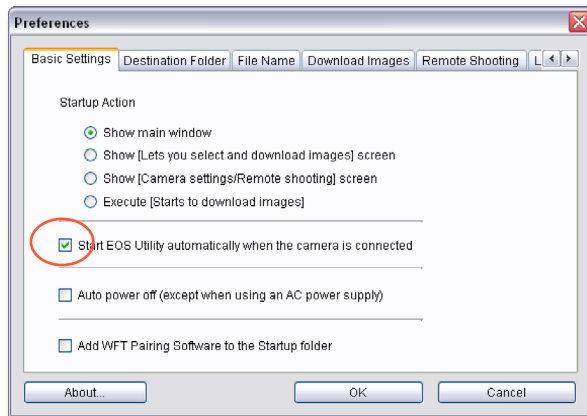 Preferences
Basic Settings Destination Folder File Name Download Images Remote Shooting L
Startup Action
Show main window
Show [Lets you select and download images] screen
Show [Camera settings/Remote shooting] screen
Execute [Starts to download images]
Start EOS Utility automatically when the camera is connected
Auto power off (except when using an AC power supply)
Add WFT Pairing Software to the Startup folder
About... OK Cancel